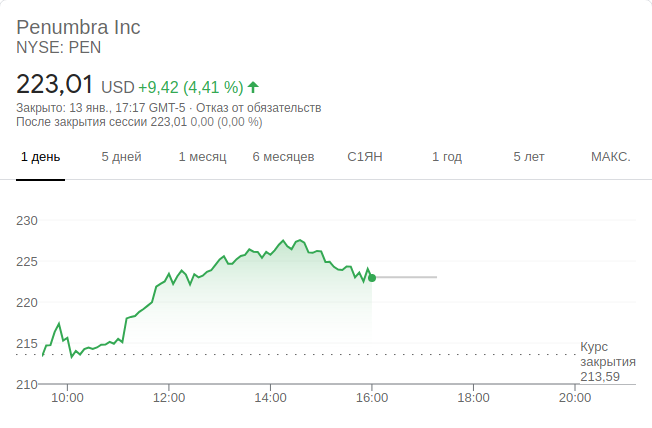 Penumbra Inc
NYSE: PEN
223,01 USD +9,42 (4,41 %)
Закрыто: 13 янв., 17:17 GMT-5 · Отказ от обязательств
После закрытия сессии 223,01 0,00 (0,00 %)
1 день 5 дней 1 месяц 6 месяцев С1ЯН 1 год 5 лет МАКС.
230
225
220
215
210
Курс
закрытия
213,59
10:00 12:00 14:00 16:00 18:00 20:00